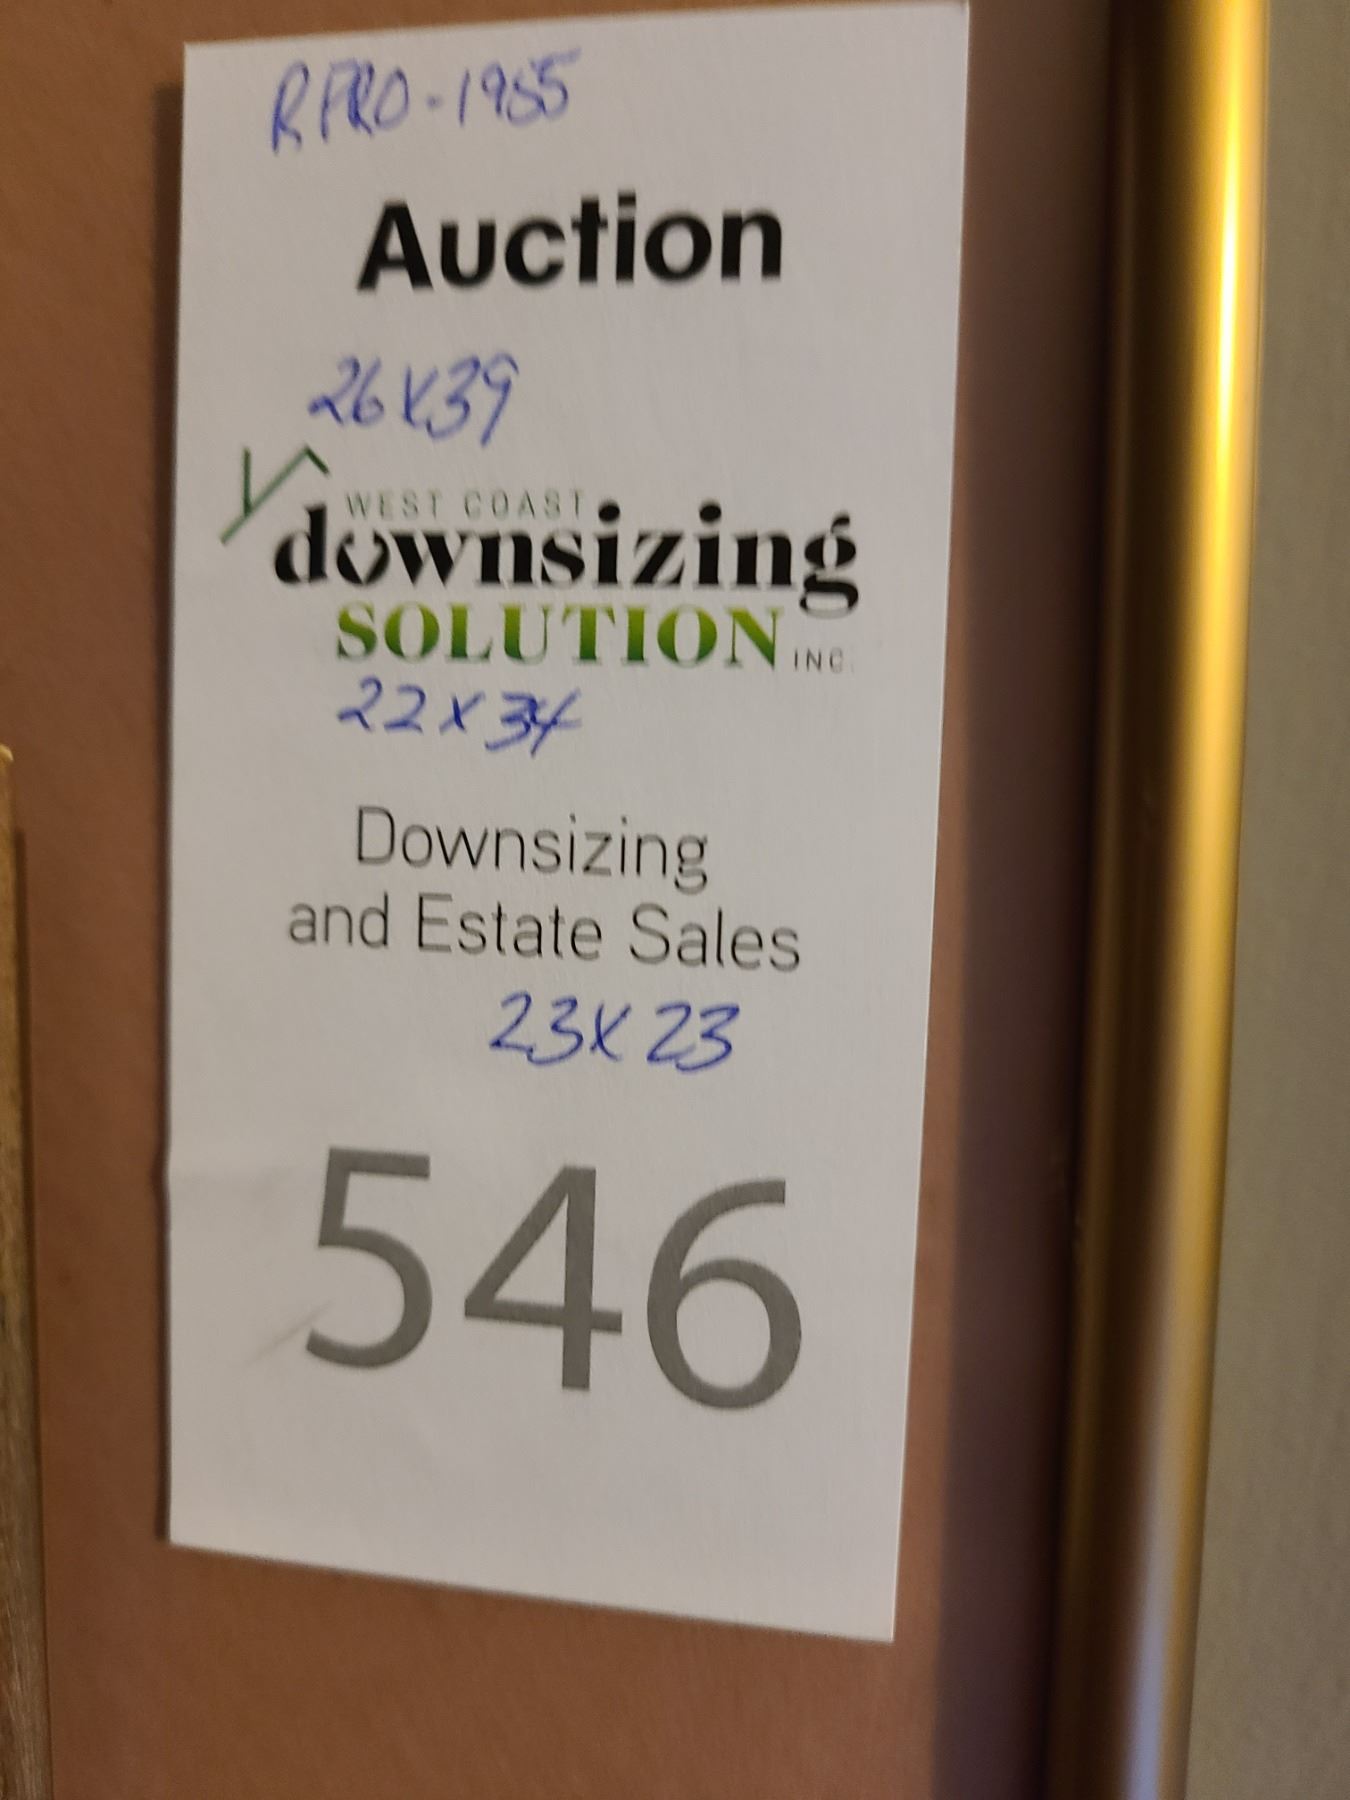 RPRO-1955
Auction
26x39
WEST COAST
downsizing
SOLUTION INC.
22x34
Downsizing
and Estate Sales
23x23
546